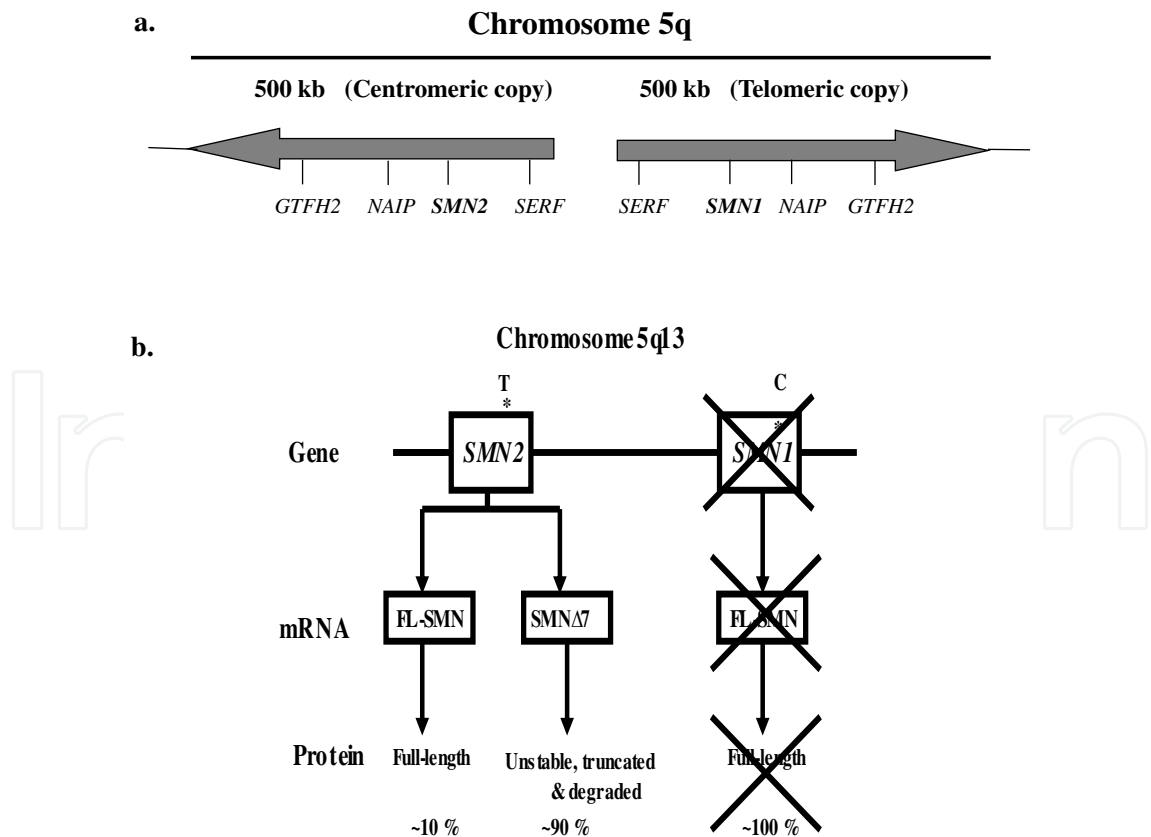 a.
Chromosome 5q
500 kb (Centromeric copy) 500 kb (Telomeric copy)
GTFH2 NAIP SMN2 SERF SERF SMN1 NAIP GTFH2
b.
Chromosome 5q13
T C
* *
Gene SMN2 SMN1
mRNA FL-SMN SMNΔ7 FL-SMN
Protein Full-length Unstable, truncated Full-length
& degraded
~10 % ~90 % ~100 %